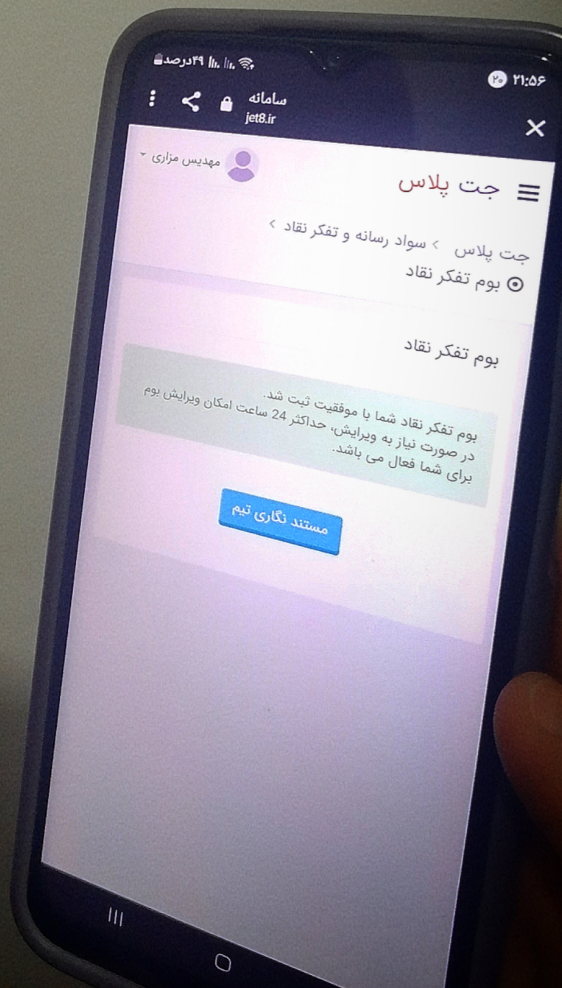 ۲۱:۵۶ ۲۰ ۴۹درصد
سامانه
jet8.ir
جت پلاس
مهدیس مزاری
جت پلاس › سواد رسانه و تفکر نقاد ›
بوم تفکر نقاد
بوم تفکر نقاد
بوم تفکر نقاد شما با موفقیت ثبت شد.
در صورت نیاز به ویرایش، حداکثر 24 ساعت امکان ویرایش بوم
برای شما فعال می باشد.
مستند نگاری تیم